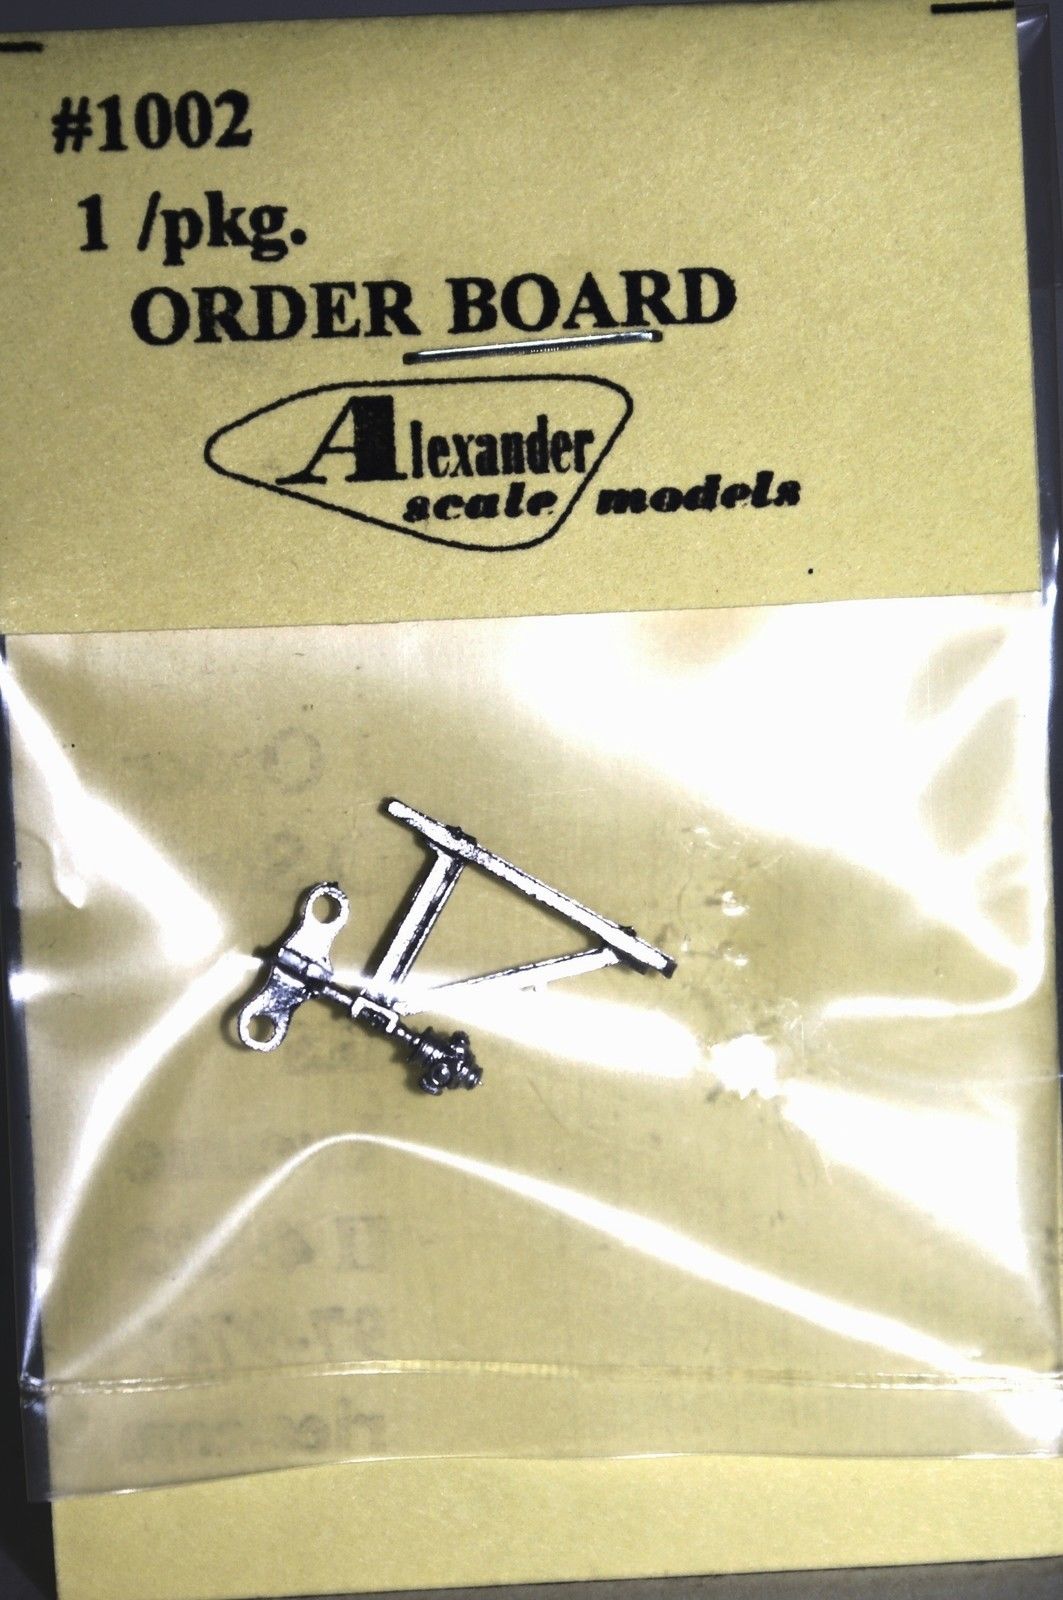 #1002
1 /pkg.
ORDER BOARD
Alexander
scale models